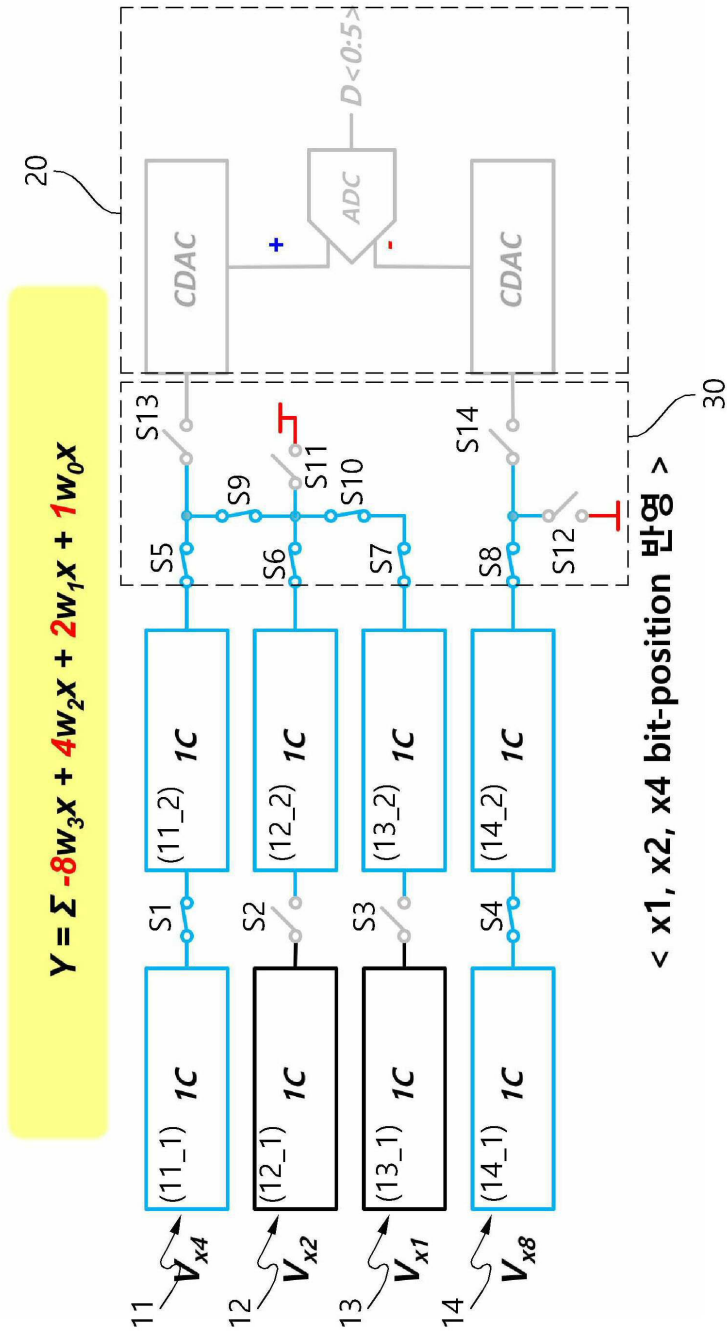 Y = Σ -8w₃x + 4w₂x + 2w₁x + 1w₀x
20
11
Vx4
(11_1)
1C
S1
(11_2)
1C
S5
S13
CDAC
S9
+
12
Vx2
(12_1)
1C
S2
(12_2)
1C
S6
S11
ADC
D<0:5>
S10
-
13
Vx1
(13_1)
1C
S3
(13_2)
1C
S7
14
Vx8
(14_1)
1C
S4
(14_2)
1C
S8
S14
CDAC
S12
30
< x1, x2, x4 bit-position 반영 >